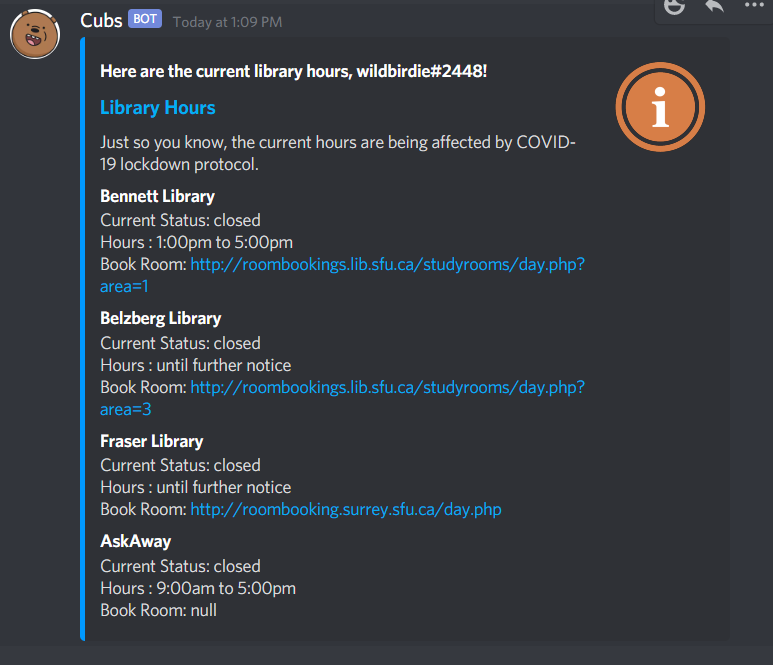 Cubs BOT Today at 1:09 PM
Here are the current library hours, wildbirdie#2448!
i
Library Hours
Just so you know, the current hours are being affected by COVID-
19 lockdown protocol.
Bennett Library
Current Status: closed
Hours : 1:00pm to 5:00pm
Book Room: http://roombookings.lib.sfu.ca/studyrooms/day.php?
area=1
Belzberg Library
Current Status: closed
Hours : until further notice
Book Room: http://roombookings.lib.sfu.ca/studyrooms/day.php?
area=3
Fraser Library
Current Status: closed
Hours : until further notice
Book Room: http://roombooking.surrey.sfu.ca/day.php
AskAway
Current Status: closed
Hours : 9:00am to 5:00pm
Book Room: null